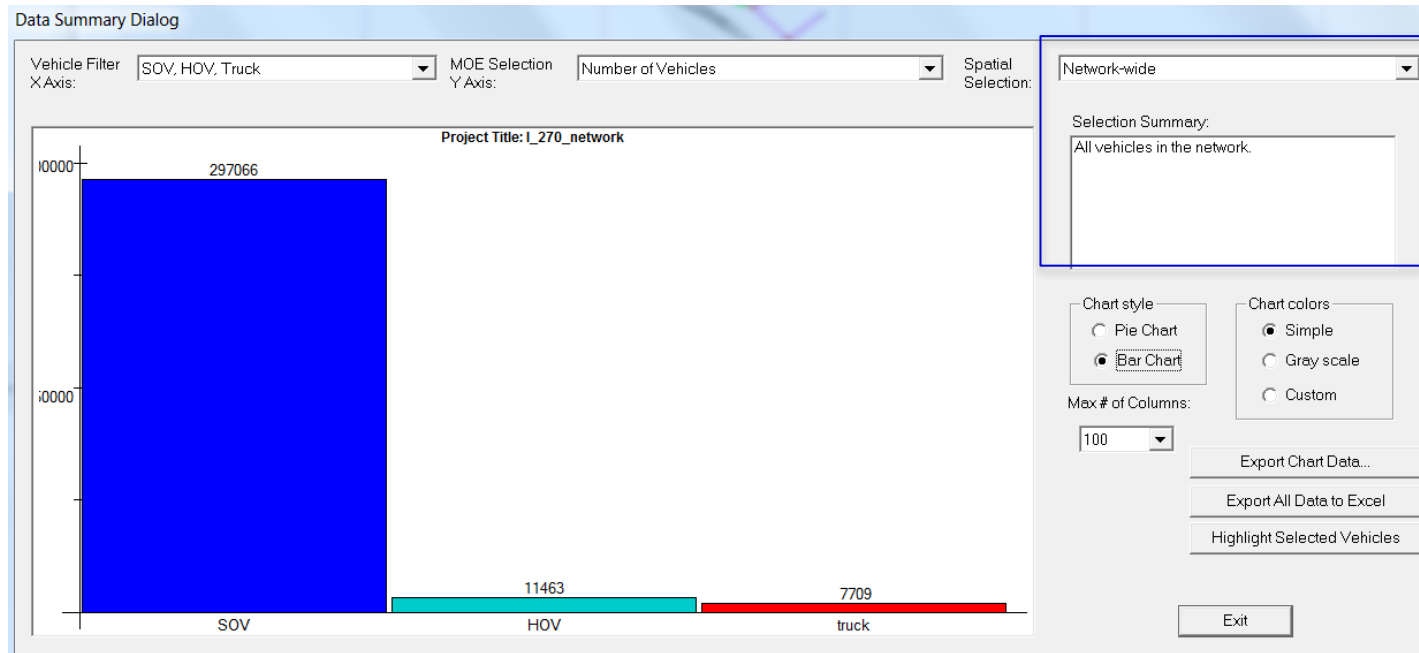 Data Summary Dialog
Vehicle Filter
X Axis:
SOV, HOV, Truck
MOE Selection
Y Axis:
Number of Vehicles
Spatial
Selection:
Network-wide
Selection Summary:
All vehicles in the network.
Project Title: I_270_network
00000
297066
50000
11463
7709
SOV
HOV
truck
Chart style
Pie Chart
Bar Chart
Chart colors
Simple
Gray scale
Custom
Max # of Columns:
100
Export Chart Data...
Export All Data to Excel
Highlight Selected Vehicles
Exit